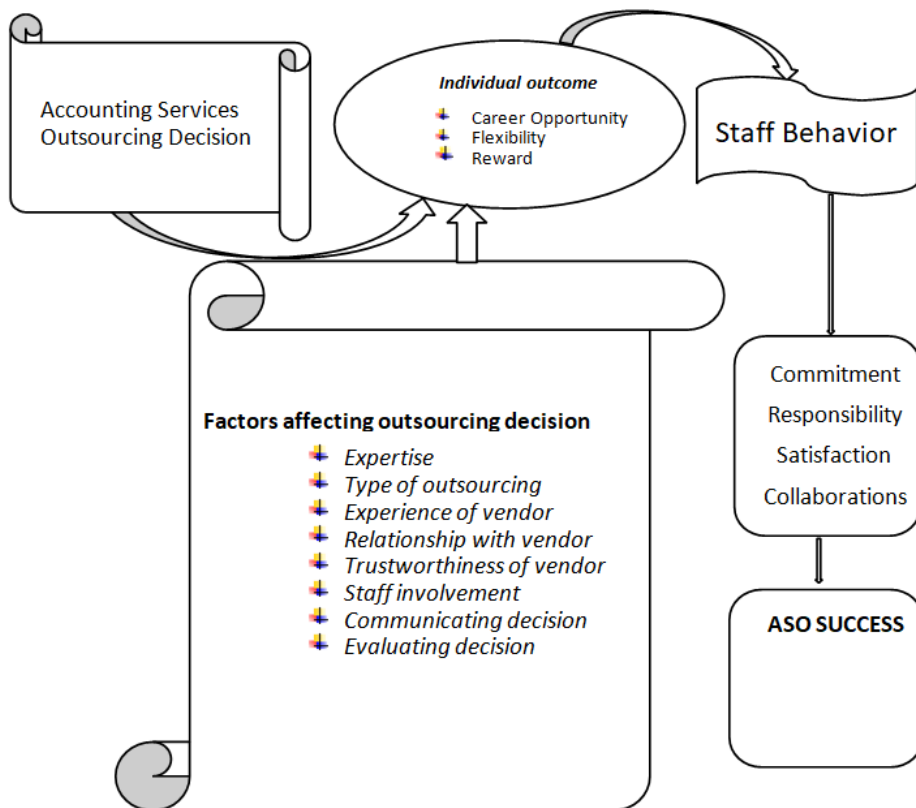 Accounting Services
Outsourcing Decision
Individual outcome
Career Opportunity
Flexibility
Reward
Staff Behavior
Factors affecting outsourcing decision
Expertise
Type of outsourcing
Experience of vendor
Relationship with vendor
Trustworthiness of vendor
Staff involvement
Communicating decision
Evaluating decision
Commitment
Responsibility
Satisfaction
Collaborations
ASO SUCCESS